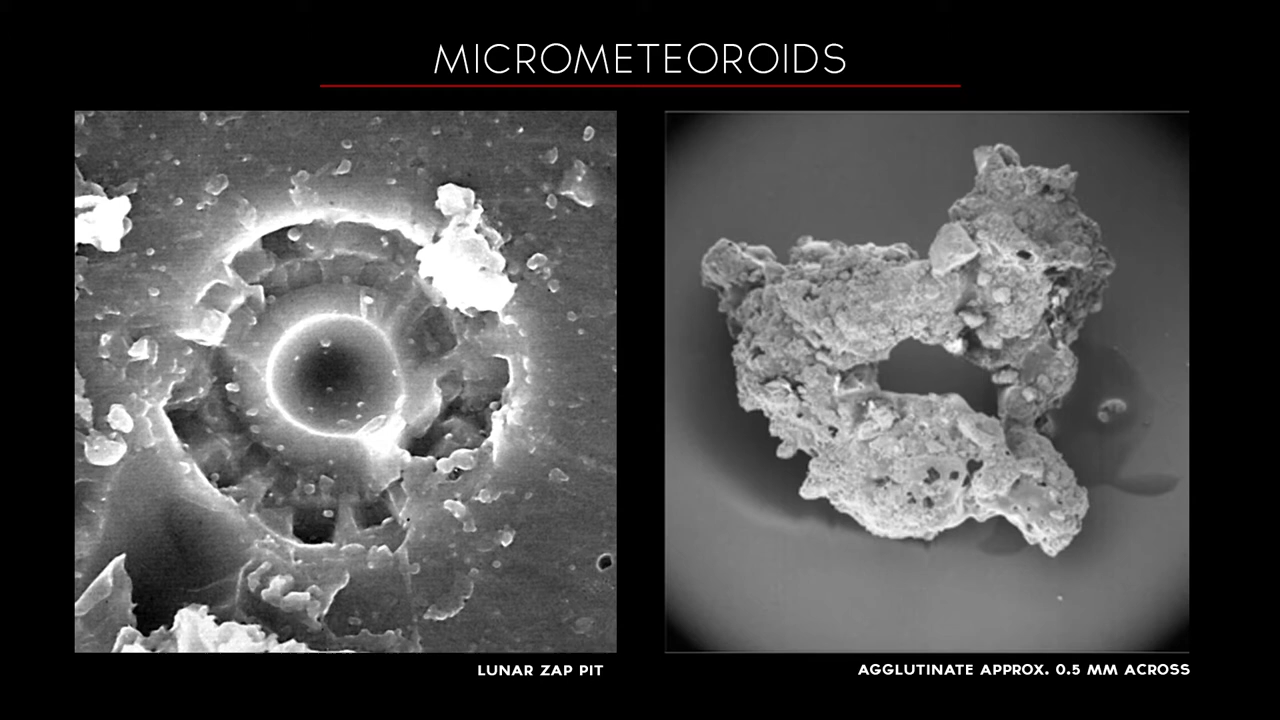 MICROMETEOROIDS
LUNAR ZAP PIT
AGGLUTINATE APPROX. 0.5 MM ACROSS